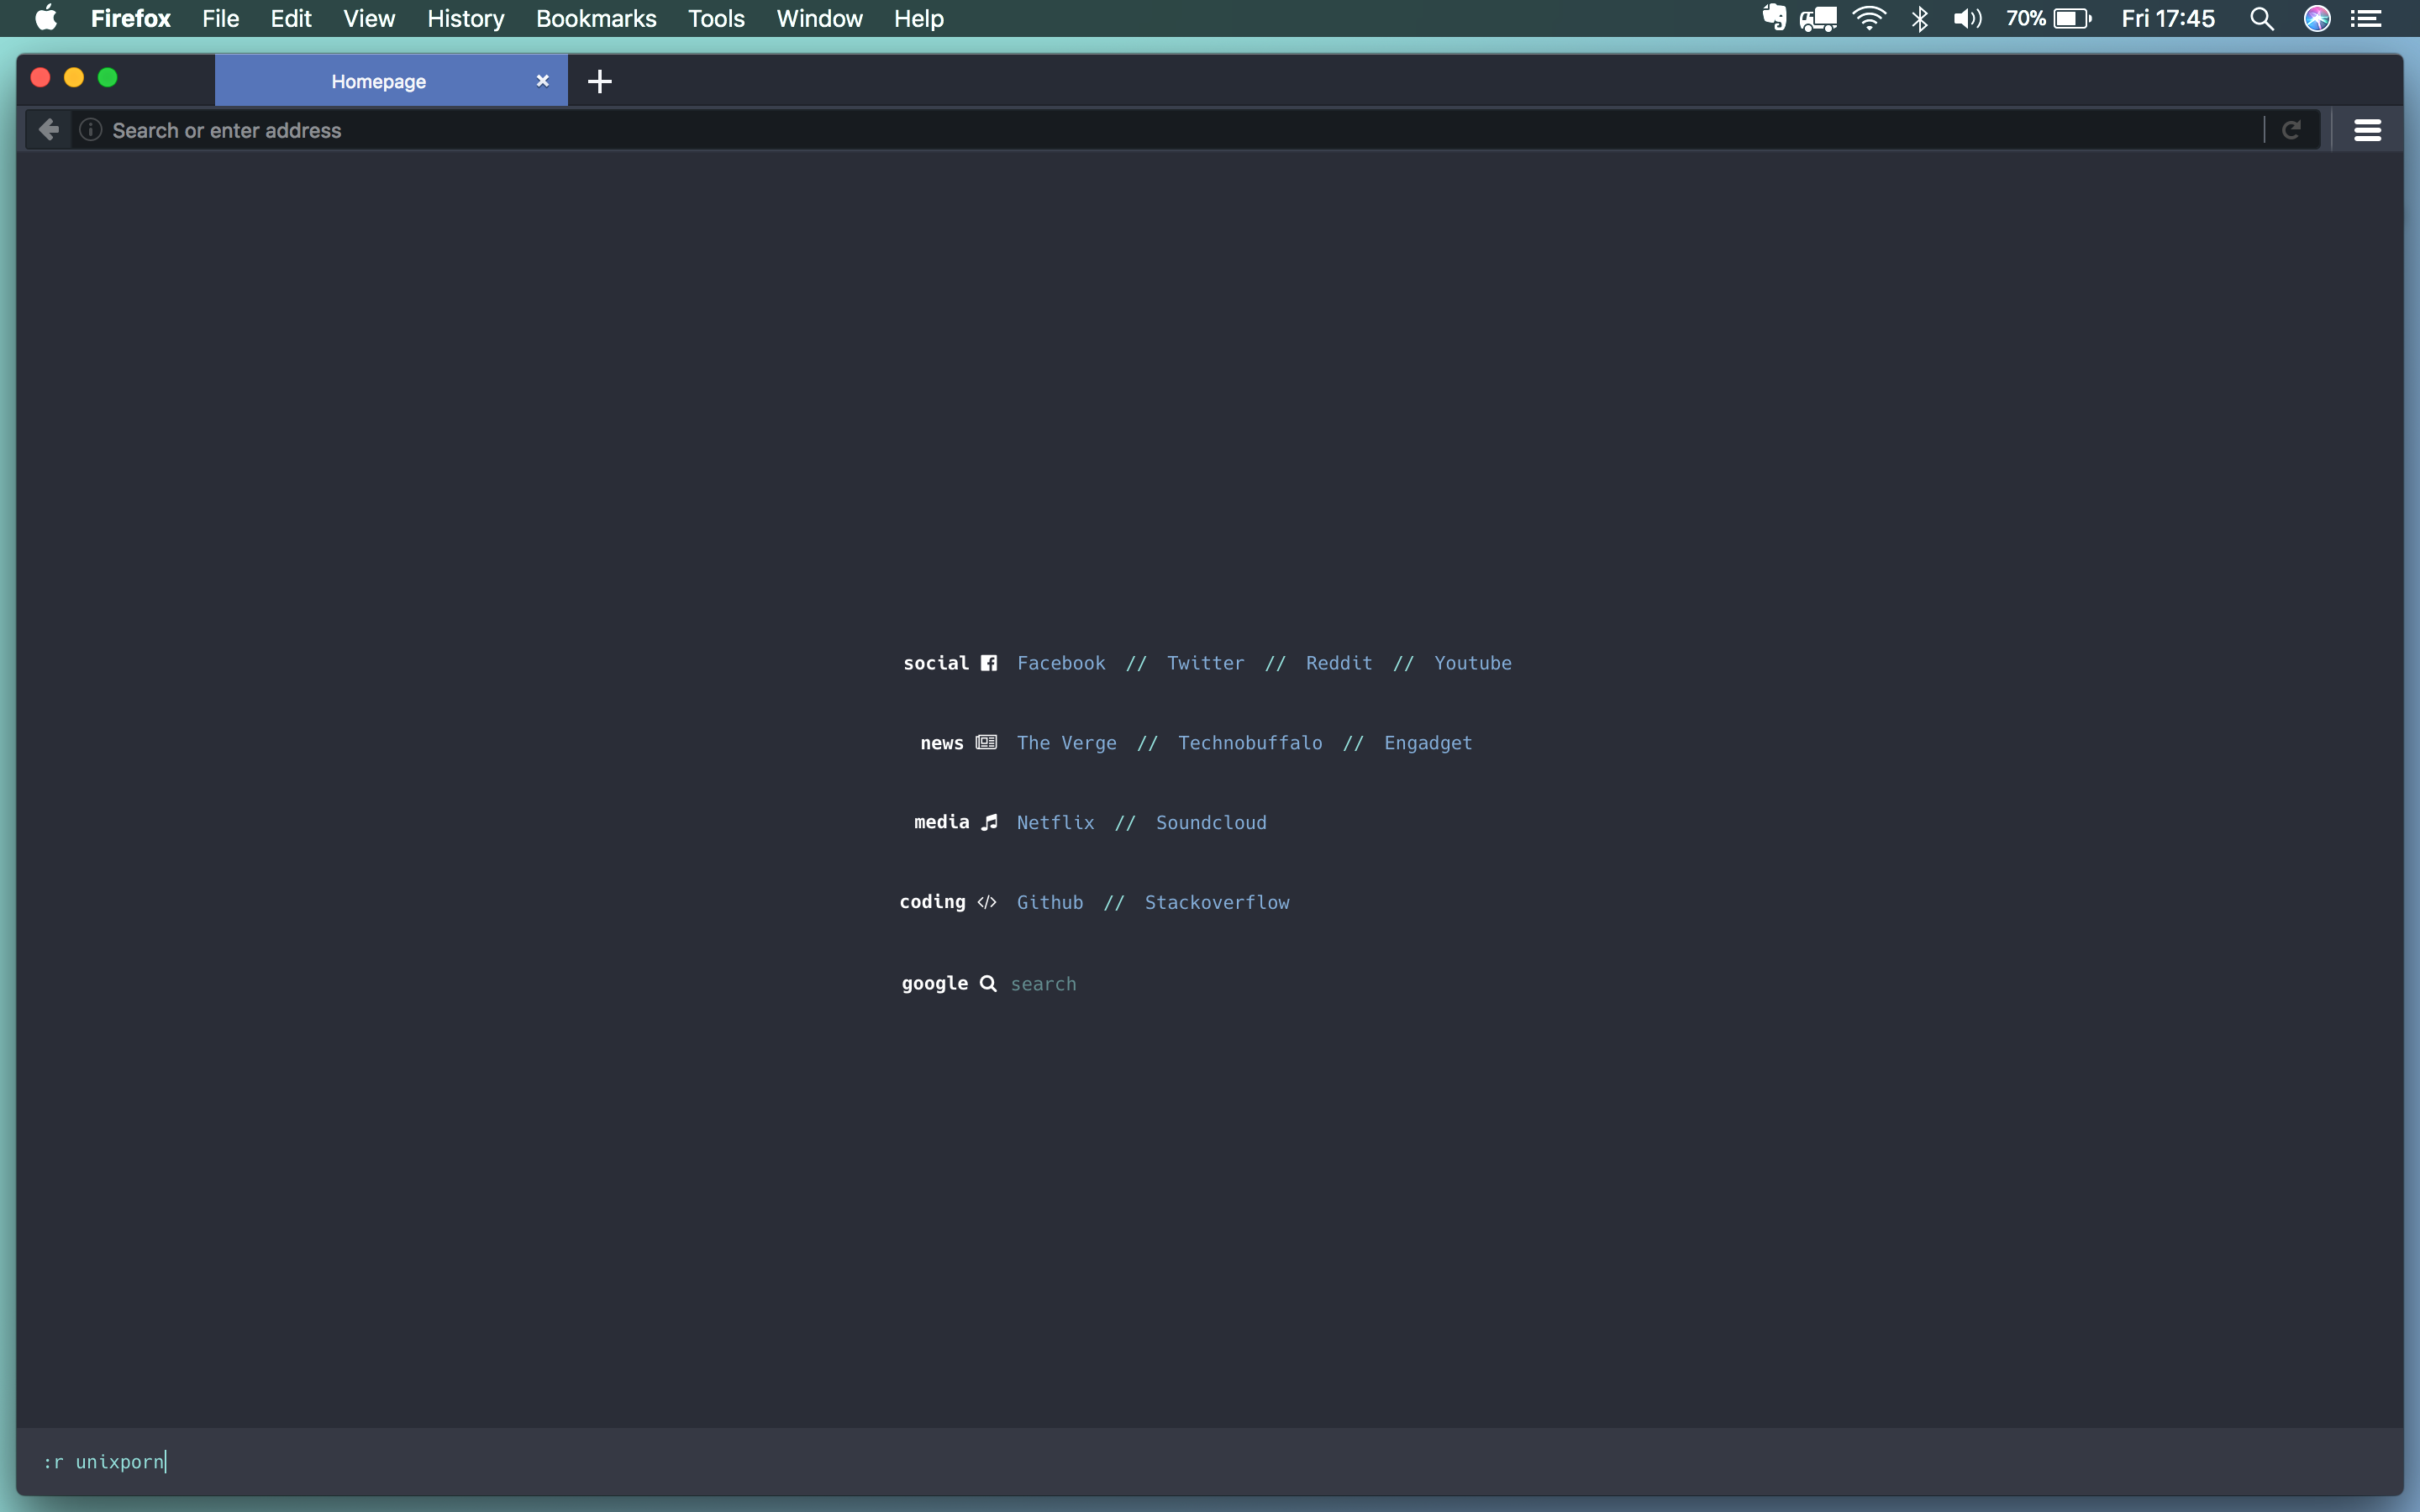 Firefox File Edit View History Bookmarks Tools Window Help 70% Fri 17:45
Homepage
Search or enter address
social Facebook // Twitter // Reddit // Youtube
news The Verge // Technobuffalo // Engadget
media Netflix // Soundcloud
coding </> Github // Stackoverflow
google search
:r unixporn